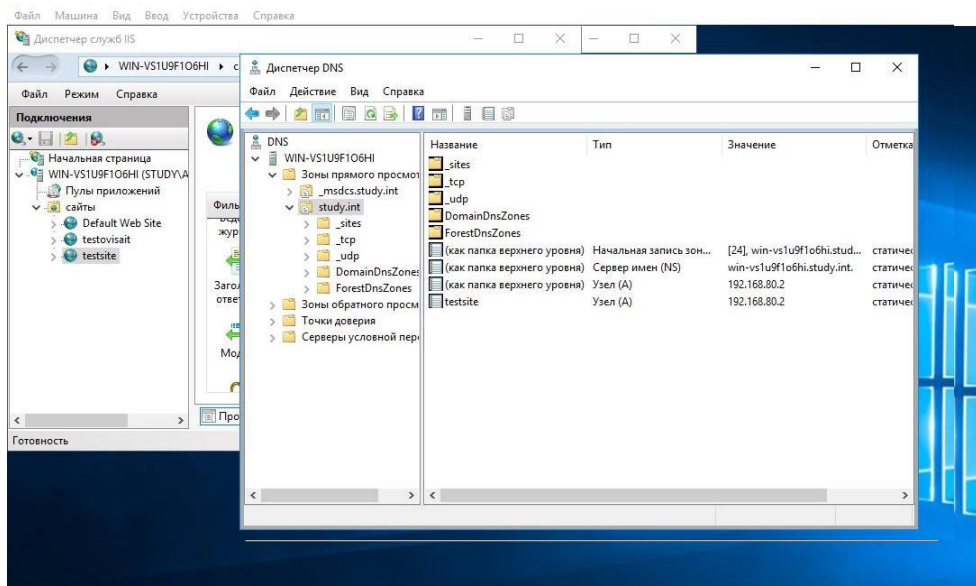 Файл Машина Вид Ввод Устройства Справка
Диспетчер служб IIS
WIN-VS1U9F1O6HI
Файл Режим Справка
Подключения
Начальная страница
WIN-VS1U9F1O6HI (STUDY\A
Пулы приложений
сайты
Default Web Site
testovisait
testsite
Филь
жур
Заго
отве
Мод
Про
Готовность
Диспетчер DNS
Файл Действие Вид Справка
DNS
WIN-VS1U9F1O6HI
Зоны прямого просмот
_msdcs.study.int
study.int
_sites
_tcp
_udp
DomainDnsZones
ForestDnsZones
Зоны обратного просм
Точки доверия
Серверы условной пере
Название Тип Значение Отметка
_sites
_tcp
_udp
DomainDnsZones
ForestDnsZones
(как папка верхнего уровня) Начальная запись зон... [24], win-vs1u9f1o6hi.stud... статичес
(как папка верхнего уровня) Сервер имен (NS) win-vs1u9f1o6hi.study.int. статичес
(как папка верхнего уровня) Узел (A) 192.168.80.2 статичес
testsite Узел (A) 192.168.80.2 статичес